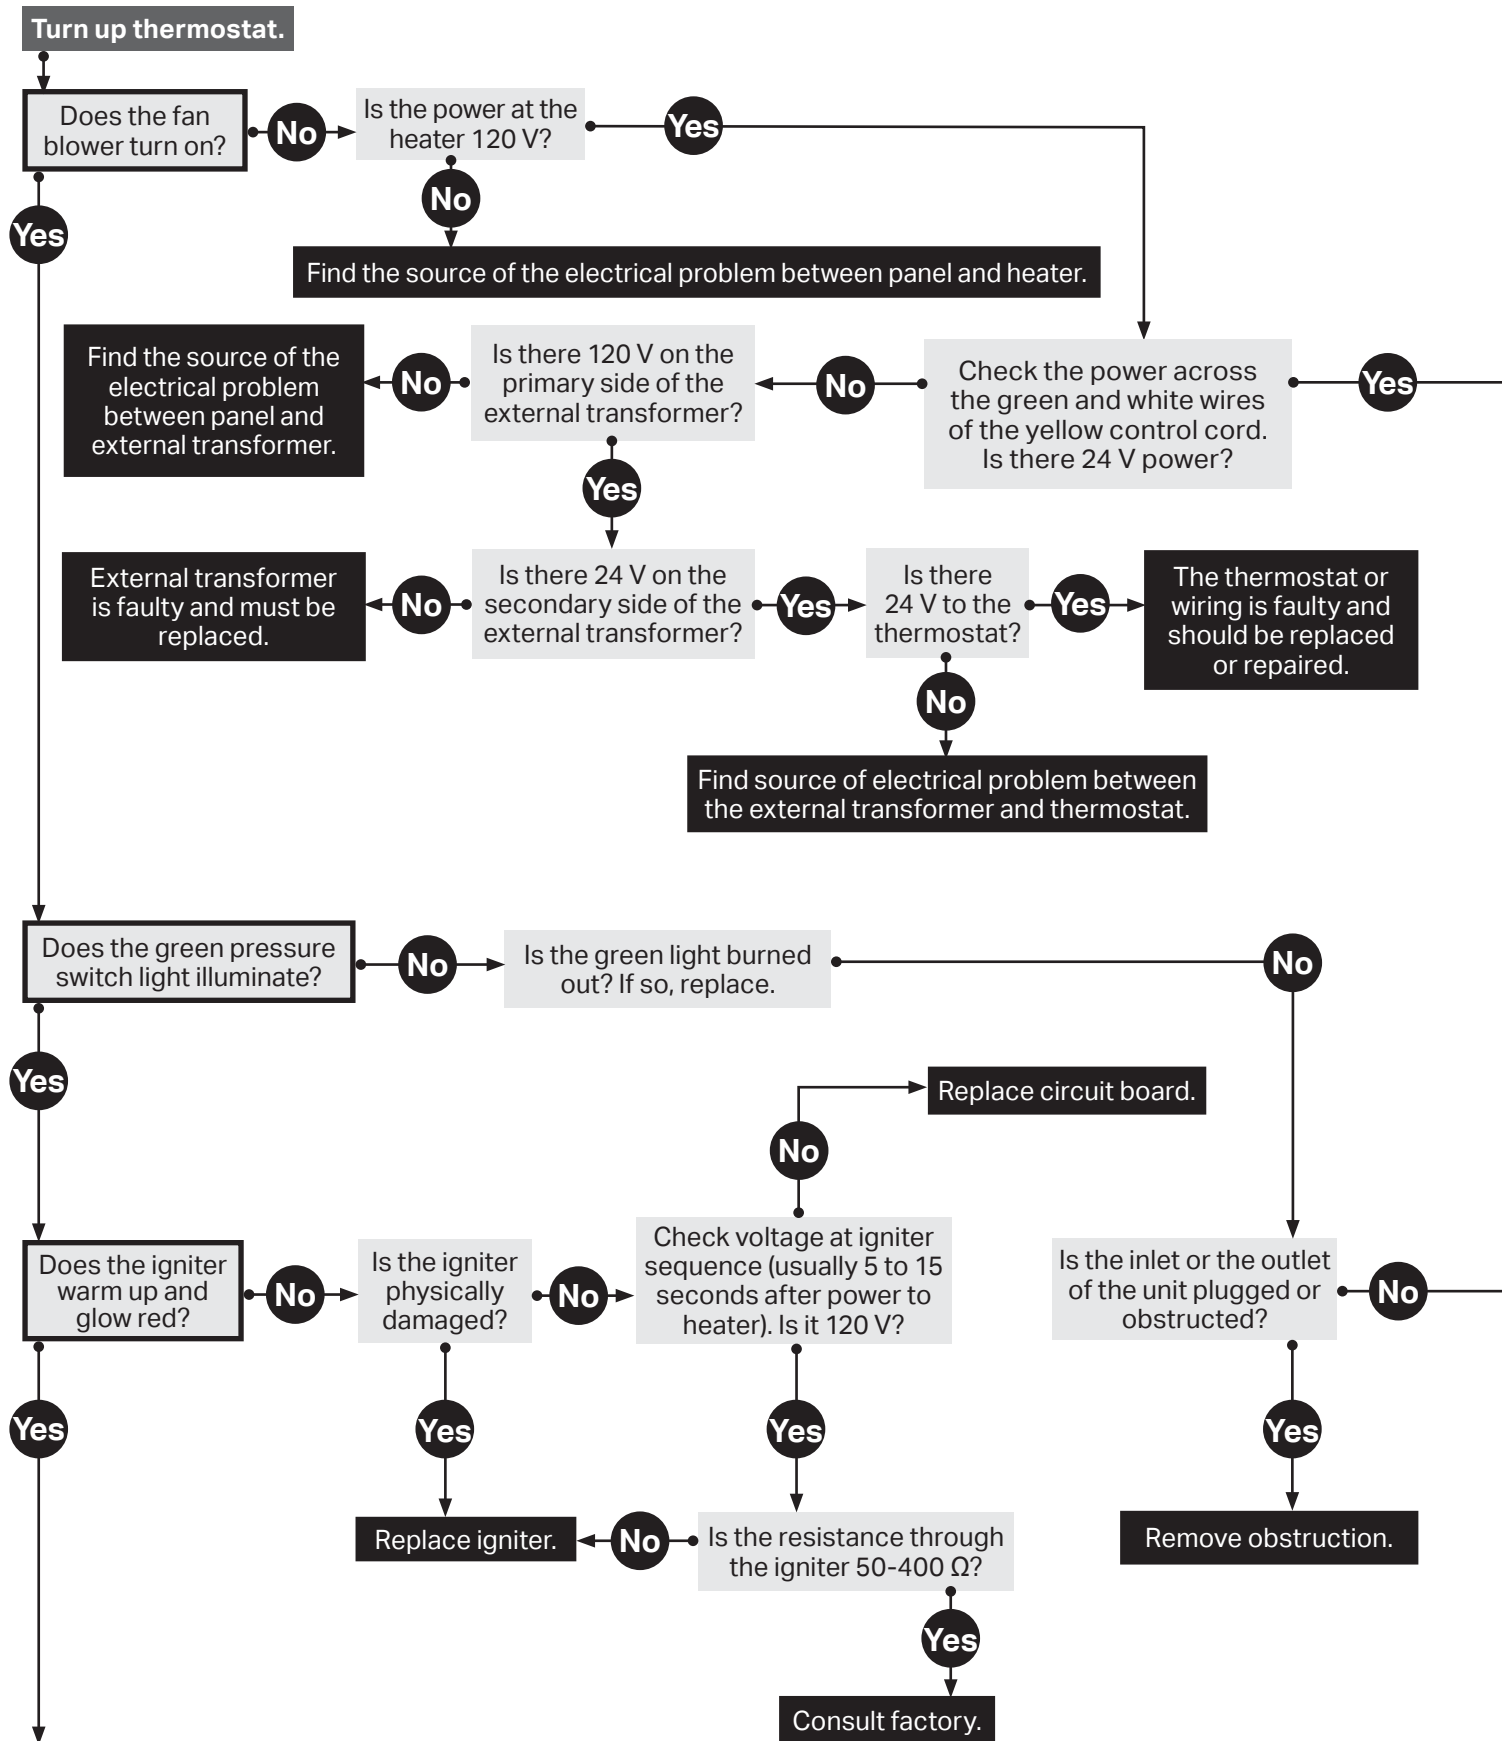 Turn up thermostat.
Does the fan
blower turn on?
No
Is the power at the
heater 120 V?
Yes
No
Yes
Find the source of the electrical problem between panel and heater.
Find the source of the
electrical problem
between panel and
external transformer.
No
Is there 120 V on the
primary side of the
external transformer?
No
Check the power across
the green and white wires
of the yellow control cord.
Is there 24 V power?
Yes
Yes
External transformer
is faulty and must be
replaced.
No
Is there 24 V on the
secondary side of the
external transformer?
Yes
Is there
24 V to the
thermostat?
Yes
The thermostat or
wiring is faulty and
should be replaced
or repaired.
No
Find source of electrical problem between
the external transformer and thermostat.
Does the green pressure
switch light illuminate?
No
Is the green light burned
out? If so, replace.
No
Yes
Replace circuit board.
No
Does the igniter
warm up and
glow red?
No
Is the igniter
physically
damaged?
No
Check voltage at igniter
sequence (usually 5 to 15
seconds after power to
heater). Is it 120 V?
Is the inlet or the outlet
of the unit plugged or
obstructed?
No
Yes
Yes
Yes
Yes
Replace igniter.
No
Is the resistance through
the igniter 50-400 Ω?
Remove obstruction.
Yes
Consult factory.